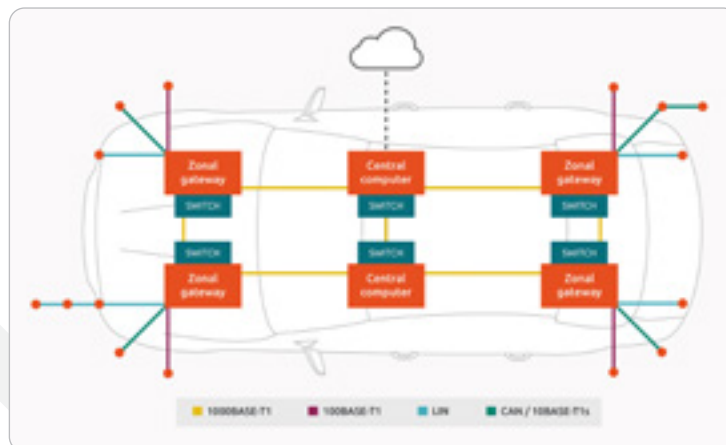 Zonal
gateway
Central
computer
Zonal
gateway
SWITCH
SWITCH
SWITCH
SWITCH
SWITCH
SWITCH
Zonal
gateway
Central
computer
Zonal
gateway
1000BASE-T1
100BASE-T1
LIN
CAN / 10BASE-T1s